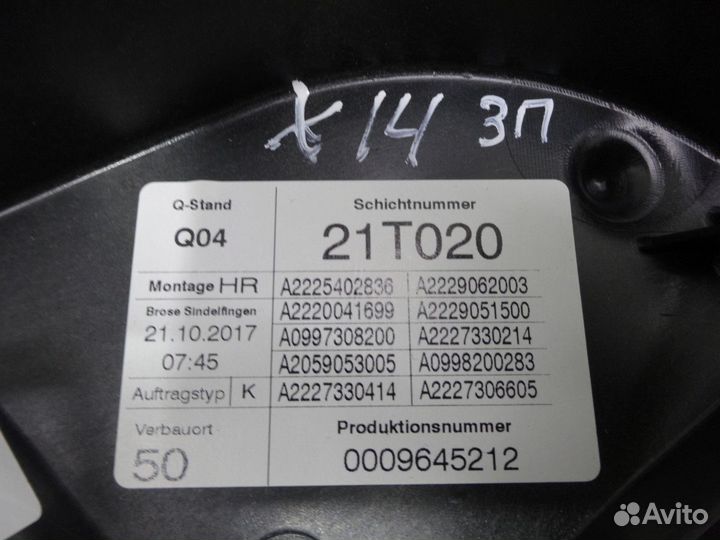 X14 ЗП
Q-Stand
Q04
Schichtnummer
21T020
Montage HR
Brose Sindelfingen
21.10.2017
07:45
Auftragstyp K
A2225402836 A2229062003
A2220041699 A2229051500
A0997308200 A2227330214
A2059053005 A0998200283
A2227330414 A2227306605
Verbauort
50
Produktionsnummer
0009645212
Avito